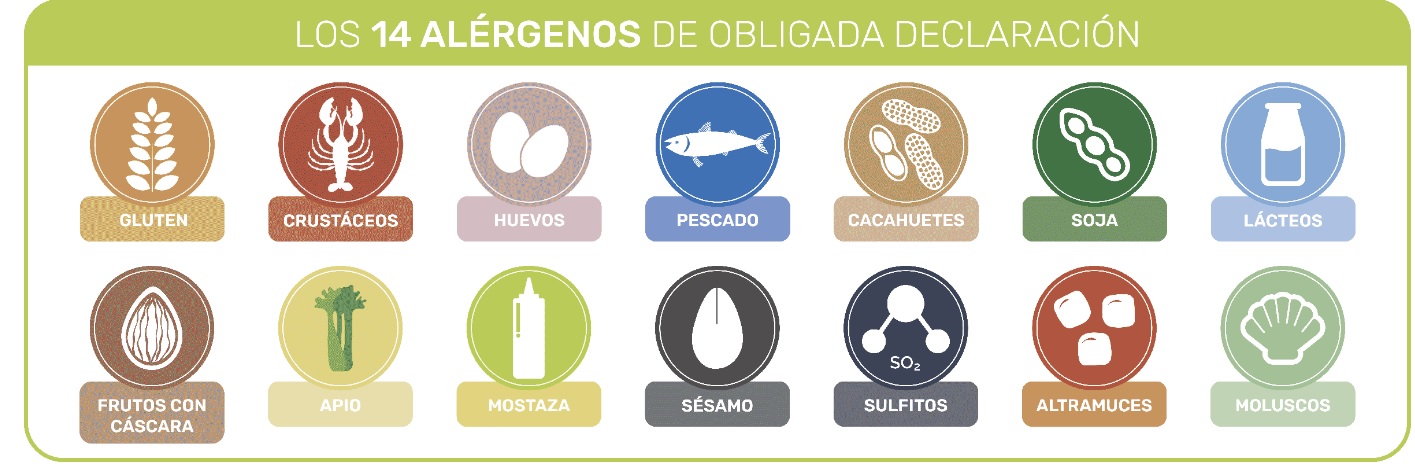 LOS 14 ALÉRGENOS DE OBLIGADA DECLARACIÓN
GLUTEN
CRUSTÁCEOS
HUEVOS
PESCADO
CACAHUETES
SOJA
LÁCTEOS
FRUTOS CON
CÁSCARA
APIO
MOSTAZA
SÉSAMO
SO₂
SULFITOS
ALTRAMUCES
MOLUSCOS